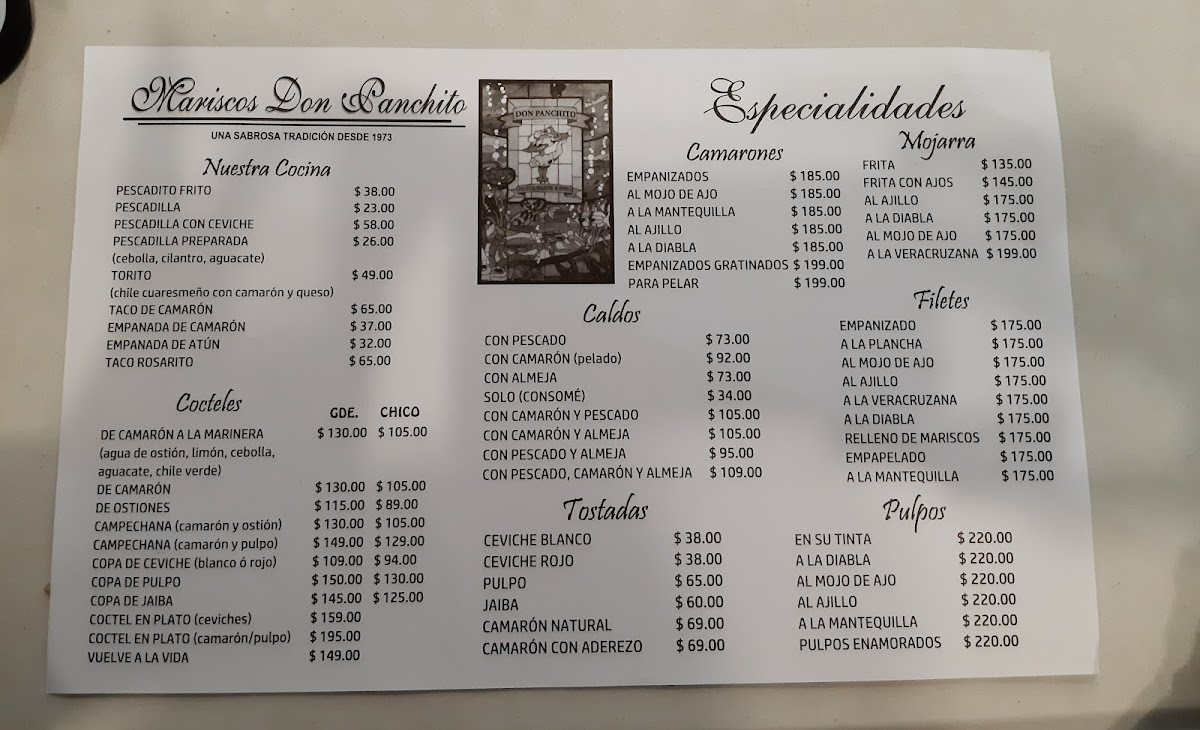 Mariscos Don Panchito
UNA SABROSA TRADICIÓN DESDE 1973
Nuestra Cocina
PESCADITO FRITO $ 38.00
PESCADILLA $ 23.00
PESCADILLA CON CEVICHE $ 58.00
PESCADILLA PREPARADA $ 26.00
(cebolla, cilantro, aguacate)
TORITO $ 49.00
(chile cuaresmeño con camarón y queso)
TACO DE CAMARÓN $ 65.00
EMPANADA DE CAMARÓN $ 37.00
EMPANADA DE ATÚN $ 32.00
TACO ROSARITO $ 65.00
Cocteles GDE. CHICO
DE CAMARÓN A LA MARINERA $ 130.00 $ 105.00
(agua de ostión, limón, cebolla,
aguacate, chile verde)
DE CAMARÓN $ 130.00 $ 105.00
DE OSTIONES $ 115.00 $ 89.00
CAMPECHANA (camarón y ostión) $ 130.00 $ 105.00
CAMPECHANA (camarón y pulpo) $ 149.00 $ 129.00
COPA DE CEVICHE (blanco ó rojo) $ 109.00 $ 94.00
COPA DE PULPO $ 150.00 $ 130.00
COPA DE JAIBA $ 145.00 $ 125.00
COCTEL EN PLATO (ceviches) $ 159.00
COCTEL EN PLATO (camarón/pulpo) $ 195.00
VUELVE A LA VIDA $ 149.00
DON PANCHITO
Caldos
CON PESCADO $ 73.00
CON CAMARÓN (pelado) $ 92.00
CON ALMEJA $ 73.00
SOLO (CONSOMÉ) $ 34.00
CON CAMARÓN Y PESCADO $ 105.00
CON CAMARÓN Y ALMEJA $ 105.00
CON PESCADO Y ALMEJA $ 95.00
CON PESCADO, CAMARÓN Y ALMEJA $ 109.00
Tostadas
CEVICHE BLANCO $ 38.00
CEVICHE ROJO $ 38.00
PULPO $ 65.00
JAIBA $ 60.00
CAMARÓN NATURAL $ 69.00
CAMARÓN CON ADEREZO $ 69.00
Especialidades
Camarones
EMPANIZADOS $ 185.00
AL MOJO DE AJO $ 185.00
A LA MANTEQUILLA $ 185.00
AL AJILLO $ 185.00
A LA DIABLA $ 185.00
EMPANIZADOS GRATINADOS $ 199.00
PARA PELAR $ 199.00
Mojarra
FRITA $ 135.00
FRITA CON AJOS $ 145.00
AL AJILLO $ 175.00
A LA DIABLA $ 175.00
AL MOJO DE AJO $ 175.00
A LA VERACRUZANA $ 199.00
Filetes
EMPANIZADO $ 175.00
A LA PLANCHA $ 175.00
AL MOJO DE AJO $ 175.00
AL AJILLO $ 175.00
A LA VERACRUZANA $ 175.00
A LA DIABLA $ 175.00
RELLENO DE MARISCOS $ 175.00
EMPAPELADO $ 175.00
A LA MANTEQUILLA $ 175.00
Pulpos
EN SU TINTA $ 220.00
A LA DIABLA $ 220.00
AL MOJO DE AJO $ 220.00
AL AJILLO $ 220.00
A LA MANTEQUILLA $ 220.00
PULPOS ENAMORADOS $ 220.00